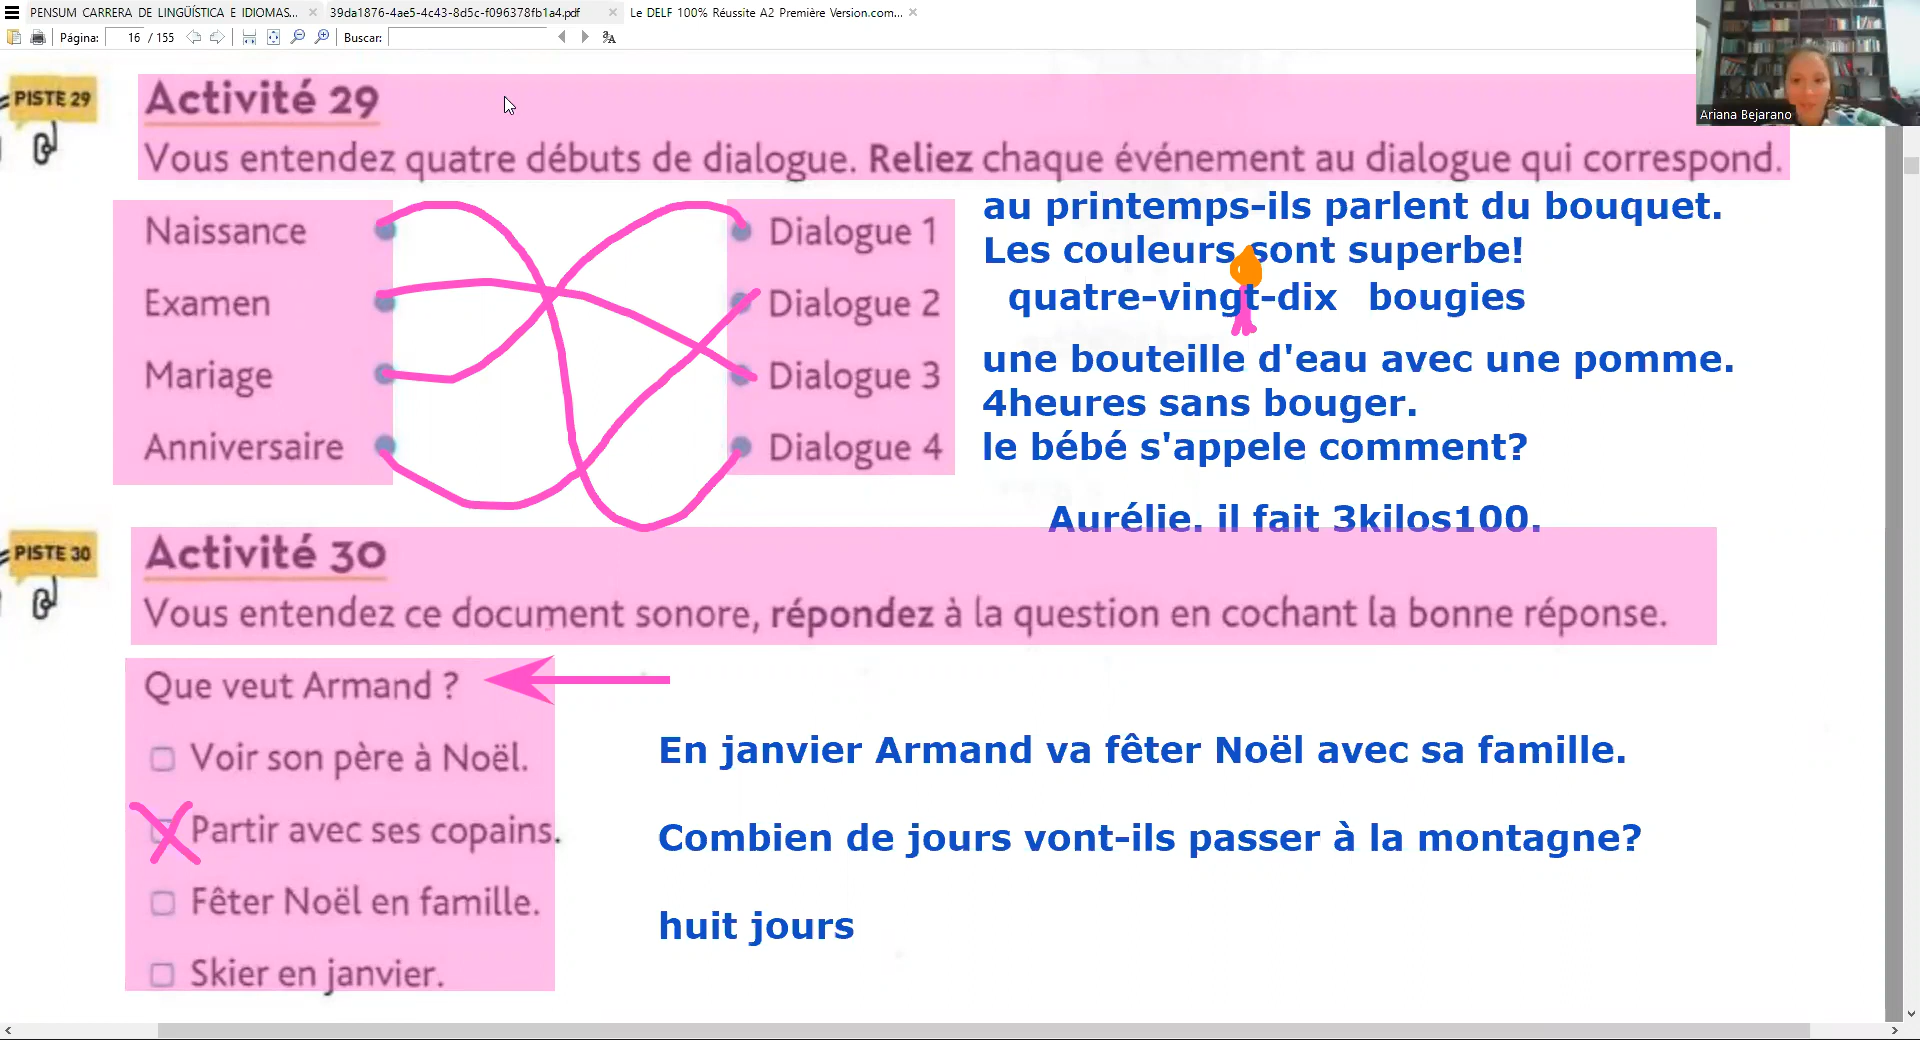 PENSUM CARRERA DE LINGÜÍSTICA E IDIOMAS...
39da1876-4ae5-4c43-8d5c-f096378fb1a4.pdf
Le DELF 100% Réussite A2 Première Version.com...
Página: 16 / 155 Buscar:
Ariana Bejarano
PISTE 29
Activité 29
Vous entendez quatre débuts de dialogue. Reliez chaque événement au dialogue qui correspond.
Naissance
Examen
Mariage
Anniversaire
Dialogue 1
Dialogue 2
Dialogue 3
Dialogue 4
au printemps-ils parlent du bouquet.
Les couleurs sont superbe!
quatre-vingt-dix bougies
une bouteille d'eau avec une pomme.
4heures sans bouger.
le bébé s'appele comment?
Aurélie. il fait 3kilos100.
PISTE 30
Activité 30
Vous entendez ce document sonore, répondez à la question en cochant la bonne réponse.
Que veut Armand ?
Voir son père à Noël.
Partir avec ses copains.
Fêter Noël en famille.
Skier en janvier.
En janvier Armand va fêter Noël avec sa famille.
Combien de jours vont-ils passer à la montagne?
huit jours